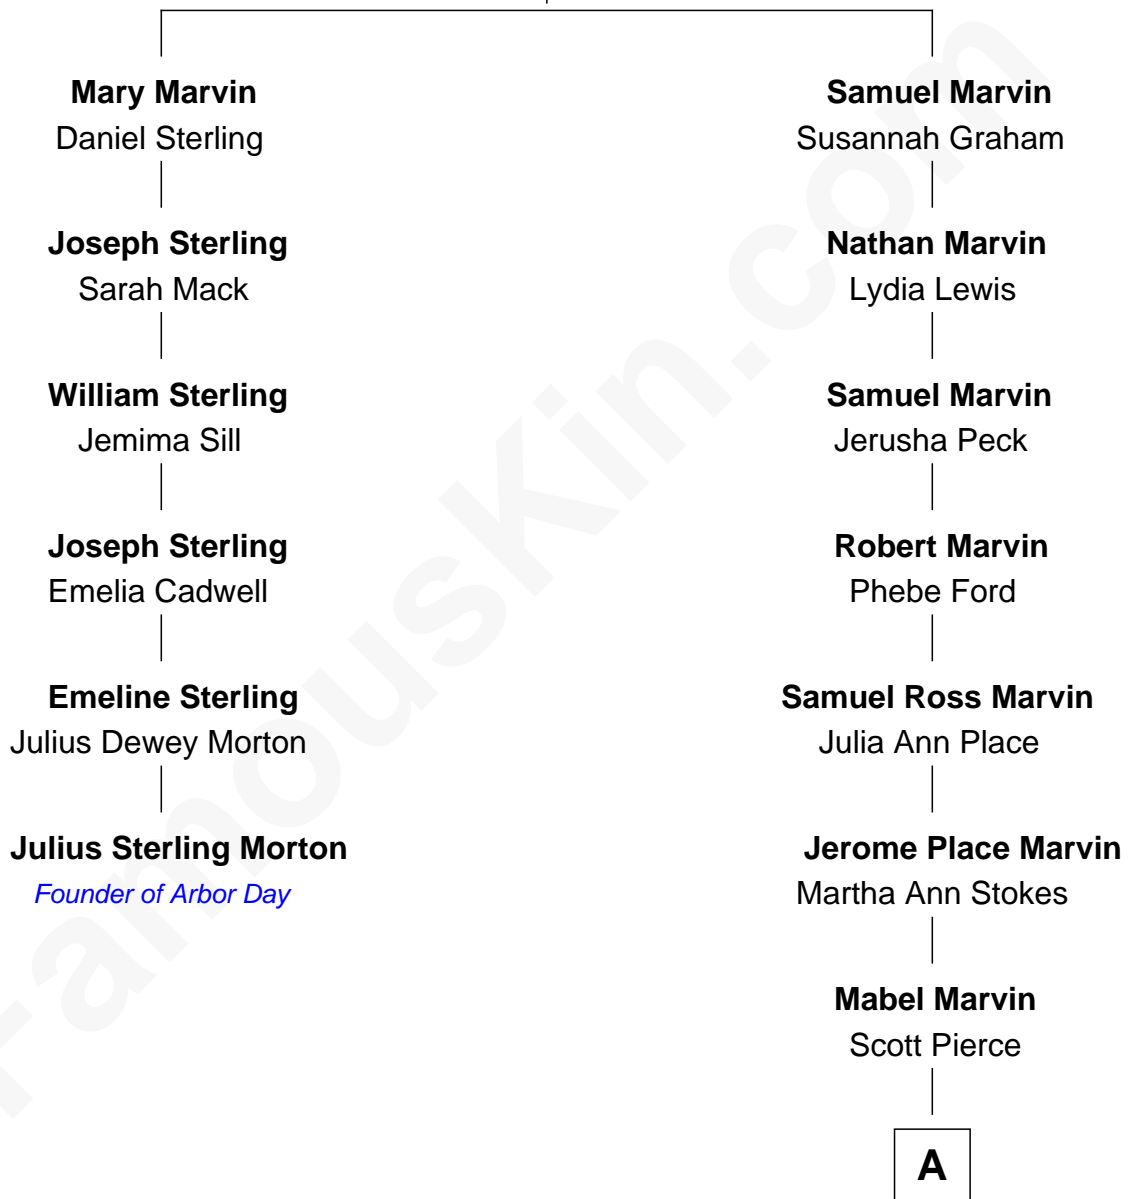 Mary Marvin
Daniel Sterling
Joseph Sterling
Sarah Mack
William Sterling
Jemima Sill
Joseph Sterling
Emelia Cadwell
Emeline Sterling
Julius Dewey Morton
Julius Sterling Morton
Founder of Arbor Day
Samuel Marvin
Susannah Graham
Nathan Marvin
Lydia Lewis
Samuel Marvin
Jerusha Peck
Robert Marvin
Phebe Ford
Samuel Ross Marvin
Julia Ann Place
Jerome Place Marvin
Martha Ann Stokes
Mabel Marvin
Scott Pierce
A
FamousKin.com